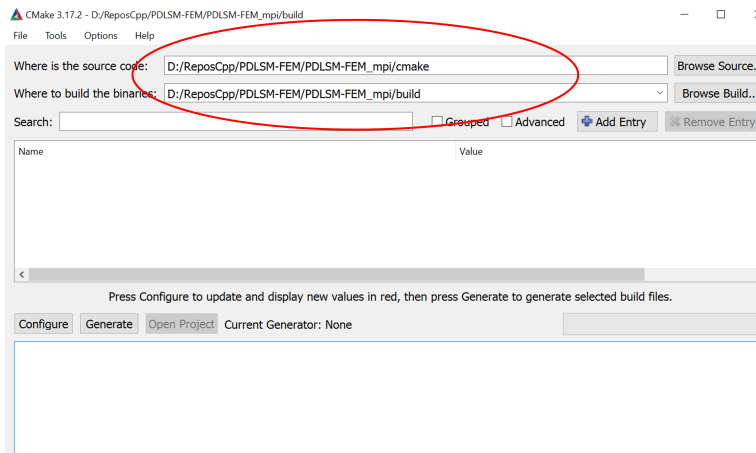 CMake 3.17.2 - D:/ReposCpp/PDLSM-FEM/PDLSM-FEM_mpi/build
File Tools Options Help
Where is the source code: D:/ReposCpp/PDLSM-FEM/PDLSM-FEM_mpi/cmake Browse Source.
Where to build the binaries: D:/ReposCpp/PDLSM-FEM/PDLSM-FEM_mpi/build Browse Build..
Search: Grouped Advanced Add Entry Remove Entry
Name Value
Press Configure to update and display new values in red, then press Generate to generate selected build files.
Configure Generate Open Project Current Generator: None